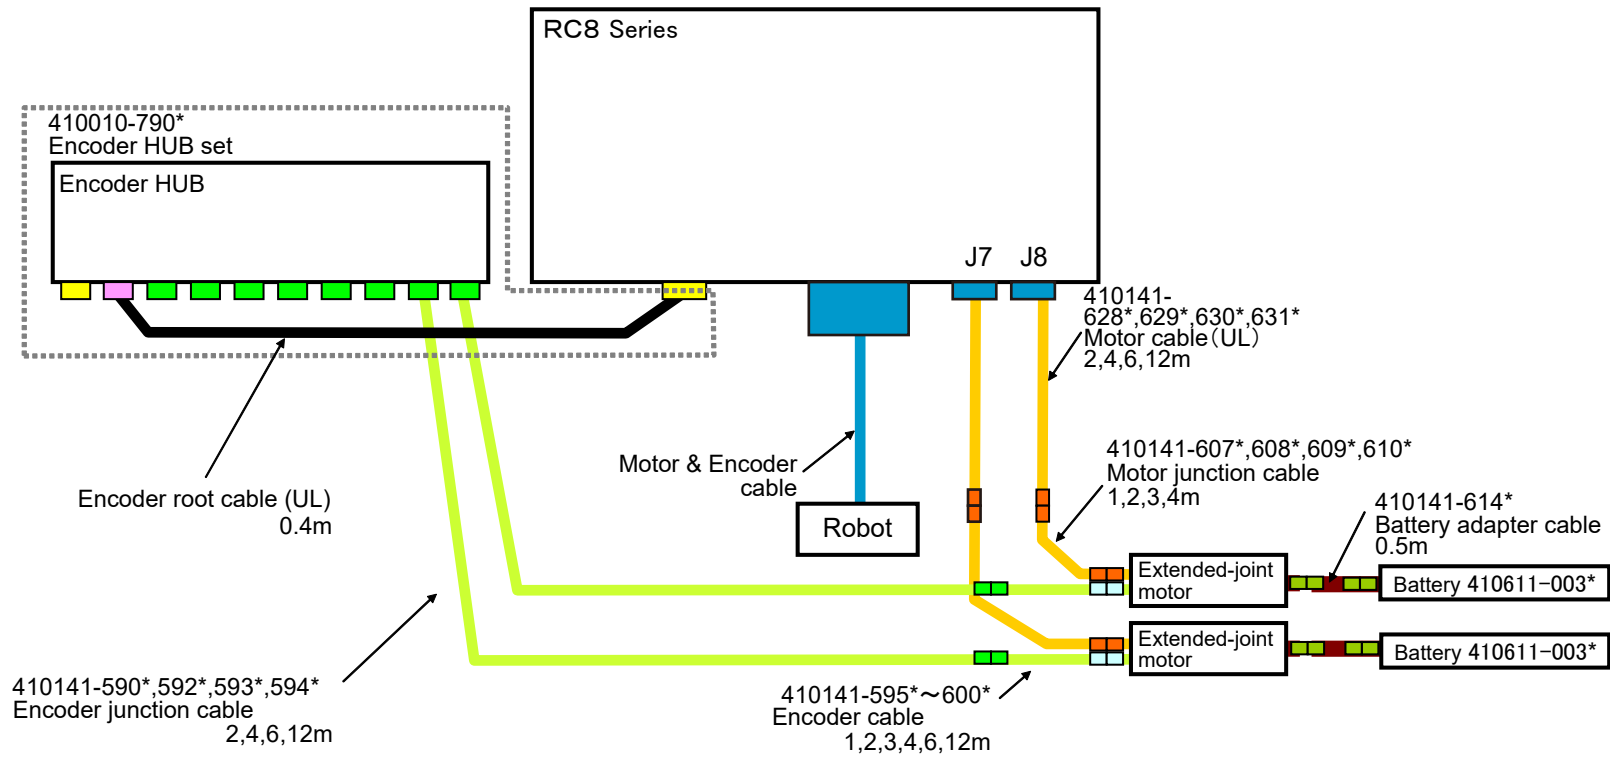 RC8 Series
410010-790*
Encoder HUB set
Encoder HUB
J7 J8
410141-
628*,629*,630*,631*
Motor cable（UL）
2,4,6,12m
Motor & Encoder
cable
410141-607*,608*,609*,610*
Motor junction cable
1,2,3,4m
Encoder root cable (UL)
0.4m
410141-614*
Battery adapter cable
0.5m
Robot
Extended-joint
motor
Battery 410611-003*
Extended-joint
motor
Battery 410611-003*
410141-590*,592*,593*,594*
Encoder junction cable
2,4,6,12m
410141-595*～600*
Encoder cable
1,2,3,4,6,12m